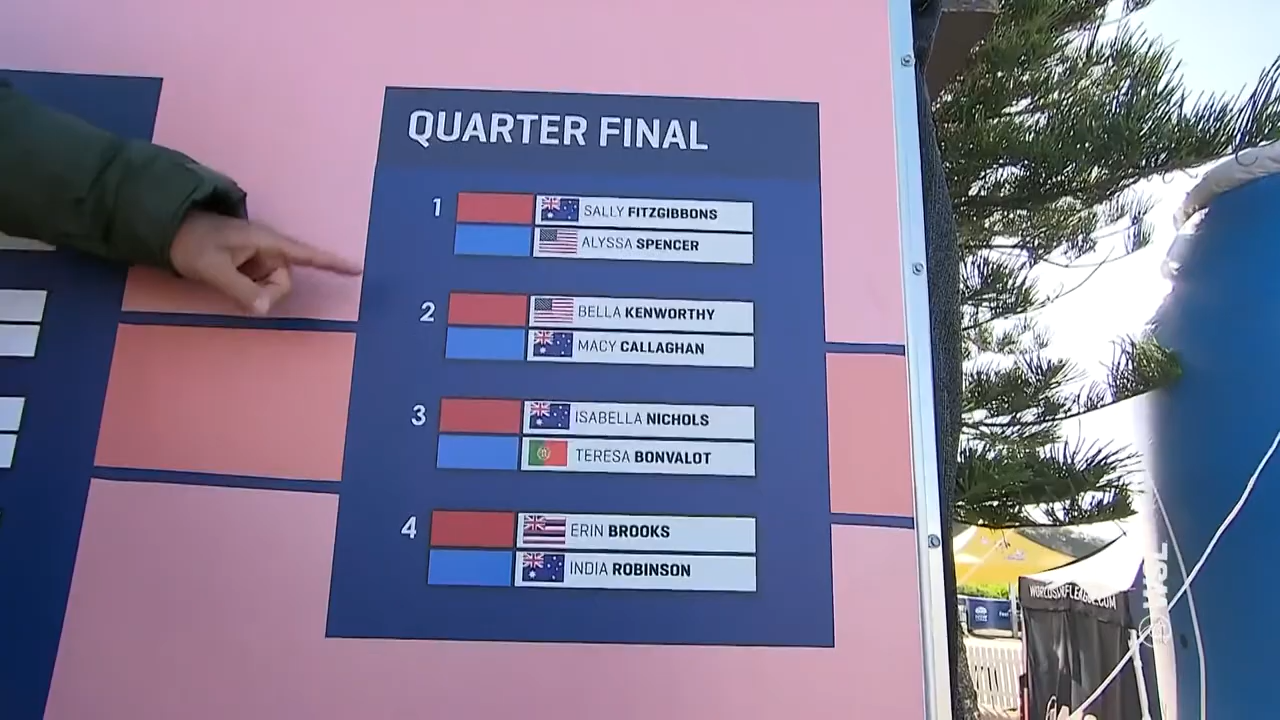 QUARTER FINAL
1
SALLY FITZGIBBONS
ALYSSA SPENCER
2
BELLA KENWORTHY
MACY CALLAGHAN
3
ISABELLA NICHOLS
TERESA BONVALOT
4
ERIN BROOKS
INDIA ROBINSON
WORLDSURFLEAGUE.COM
WSL